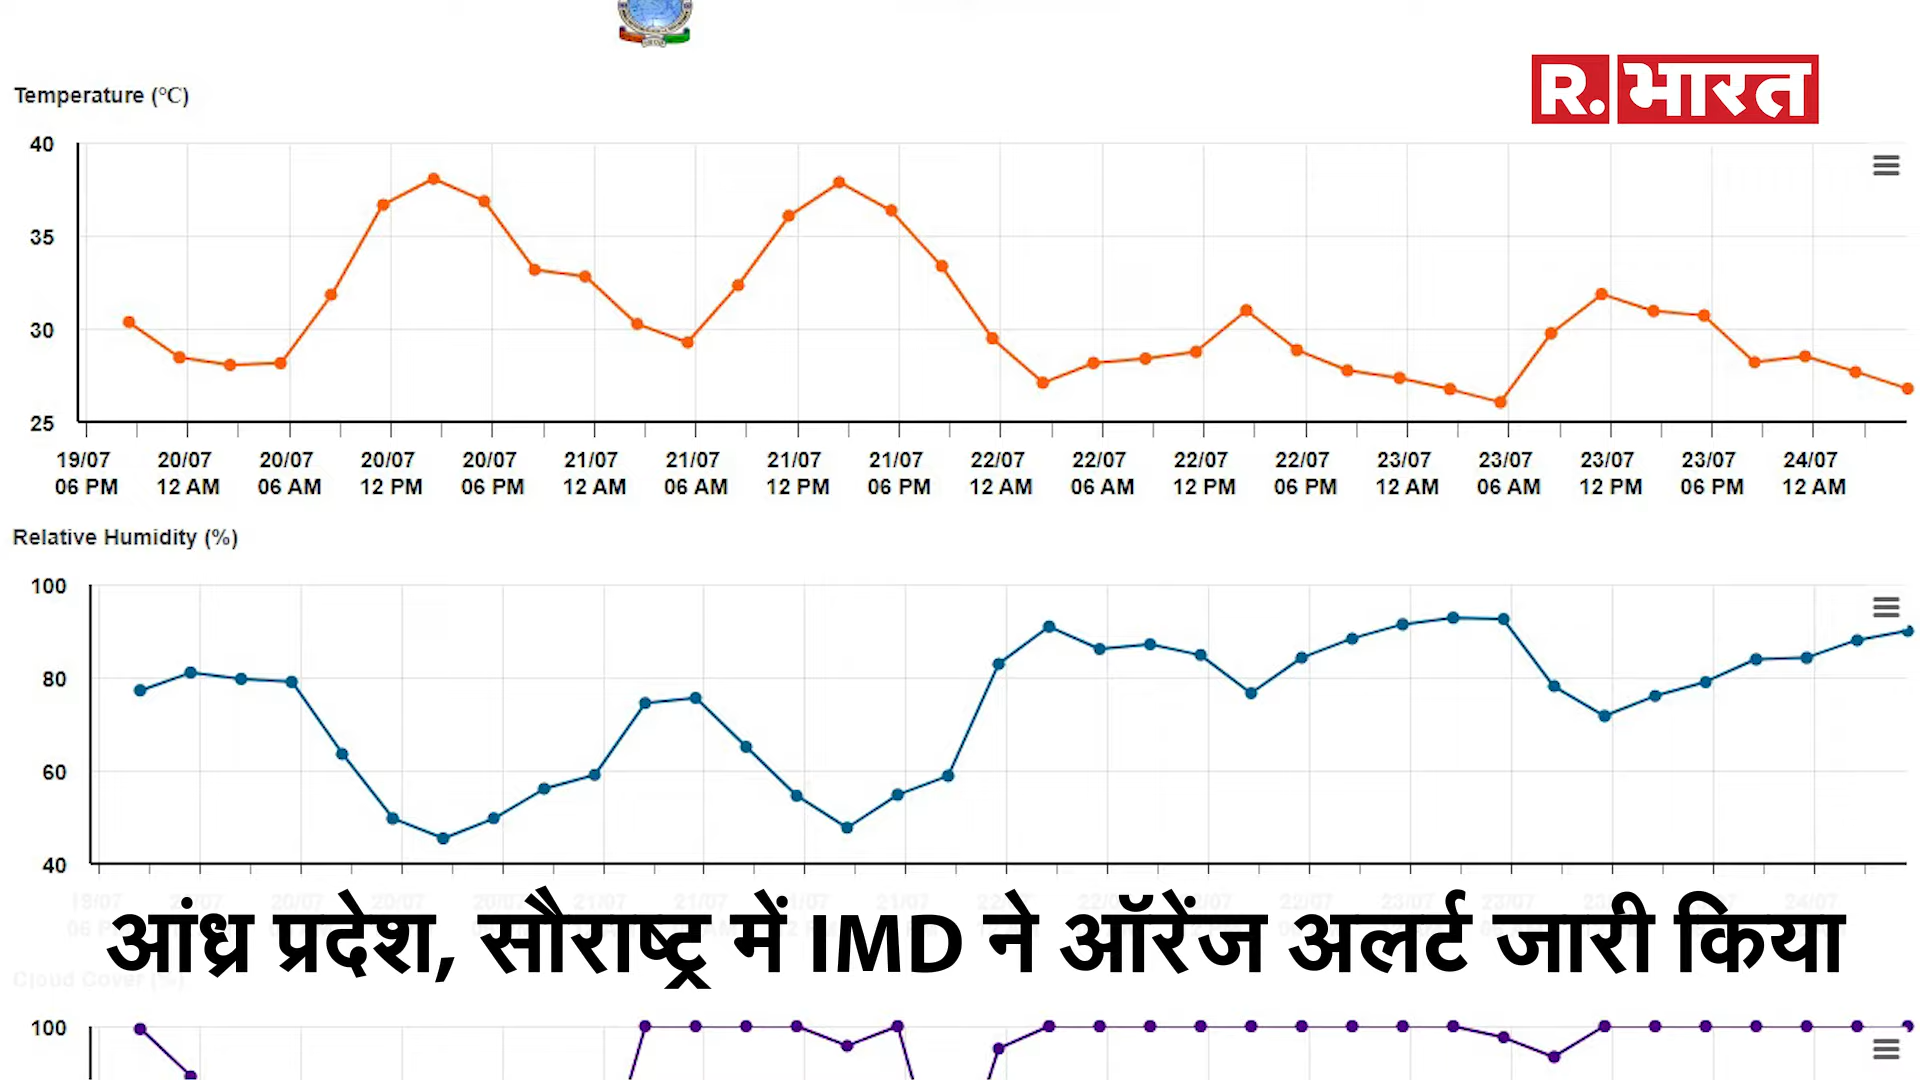 R. भारत
Temperature (°C)
40
35
30
25
19/07 20/07 20/07 20/07 20/07 21/07 21/07 21/07 21/07 22/07 22/07 22/07 22/07 23/07 23/07 23/07 23/07 24/07
06 PM 12 AM 06 AM 12 PM 06 PM 12 AM 06 AM 12 PM 06 PM 12 AM 06 AM 12 PM 06 PM 12 AM 06 AM 12 PM 06 PM 12 AM
Relative Humidity (%)
100
80
60
40
आंध्र प्रदेश, सौराष्ट्र में IMD ने ऑरेंज अलर्ट जारी किया
Cloud Cover (%)
100